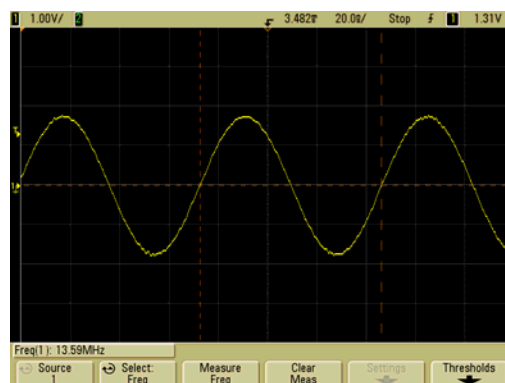 1 1.00V/ 2 3.482▽ 20.0▽/ Stop 1 1.31V
1
Freq(1): 13.59MHz
Source Select: Measure Clear Settings Thresholds
1 Freq Freq Meas